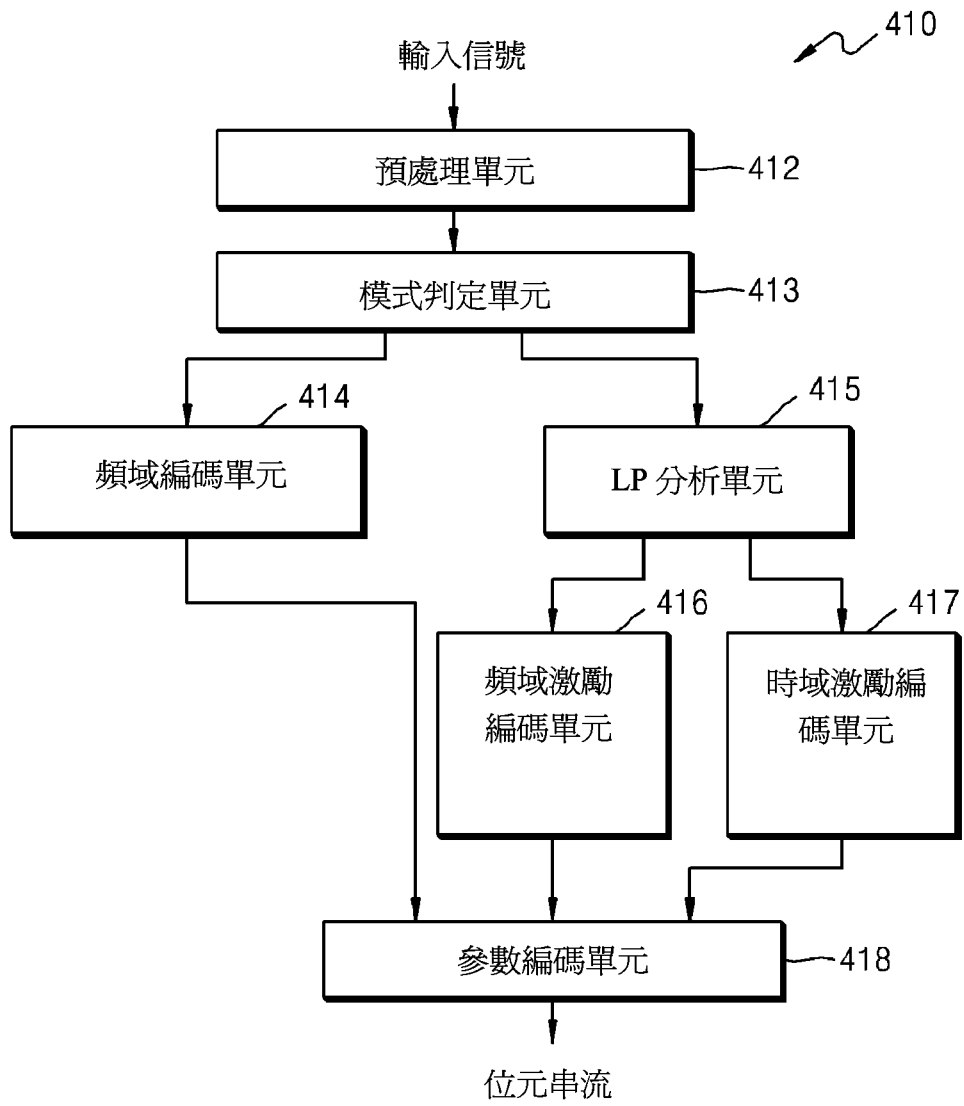 410
輸入信號
預處理單元
412
模式判定單元
413
414
415
頻域編碼單元
LP 分析單元
416
417
頻域激勵
編碼單元
時域激勵編
碼單元
參數編碼單元
418
位元串流